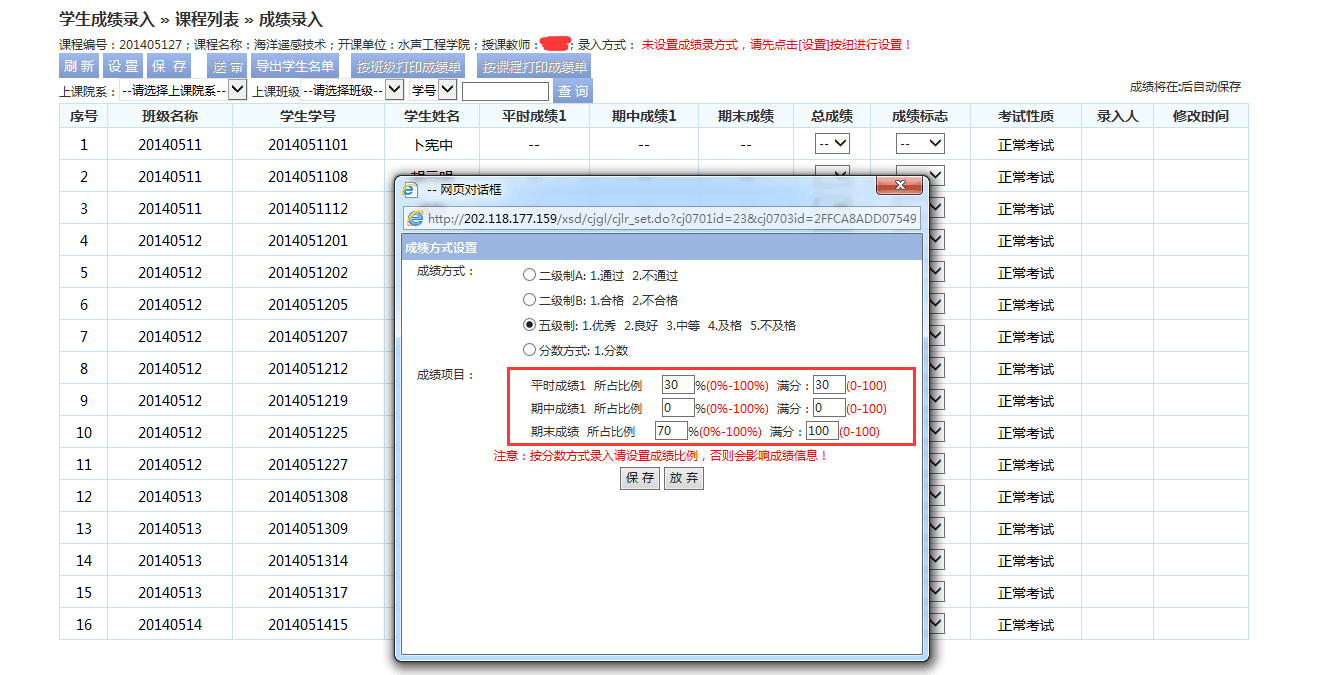 学生成绩录入 » 课程列表 » 成绩录入
课程编号：201405127；课程名称：海洋遥感技术；开课单位：水声工程学院；授课教师： ；录入方式： 未设置成绩录方式，请先点击[设置]按纽进行设置！
刷 新 设 置 保 存 送 审 导出学生名单 按班级打印成绩单 按课程打印成绩单
上课院系： --请选择上课院系-- 上课班级 --请选择班级-- 学号 查 询 成绩将在:后自动保存
序号 班级名称 学生学号 学生姓名 平时成绩1 期中成绩1 期末成绩 总成绩 成绩标志 考试性质 录入人 修改时间
1 20140511 2014051101 卜宪中 -- -- -- -- -- 正常考试
2 20140511 2014051108 正常考试
3 20140511 2014051112 正常考试
4 20140512 2014051201 正常考试
5 20140512 2014051202 正常考试
6 20140512 2014051205 正常考试
7 20140512 2014051207 正常考试
8 20140512 2014051212 正常考试
9 20140512 2014051219 正常考试
10 20140512 2014051225 正常考试
11 20140512 2014051227 正常考试
12 20140513 2014051308 正常考试
13 20140513 2014051309 正常考试
14 20140513 2014051314 正常考试
15 20140513 2014051317 正常考试
16 20140514 2014051415 正常考试
-- 网页对话框
http://202.118.177.159/xsd/cjgl/cjlr_set.do?cj0701id=23&cj0703id=2FFCA8ADD07549
成绩方式设置
成绩方式： 二级制A: 1.通过 2.不通过
二级制B: 1.合格 2.不合格
五级制: 1.优秀 2.良好 3.中等 4.及格 5.不及格
分数方式: 1.分数
成绩项目：
平时成绩1 所占比例 30 %(0%-100%) 满分：30 (0-100)
期中成绩1 所占比例 0 %(0%-100%) 满分：0 (0-100)
期末成绩 所占比例 70 %(0%-100%) 满分：100 (0-100)
注意：按分数方式录入请设置成绩比例，否则会影响成绩信息！
保 存 放 弃